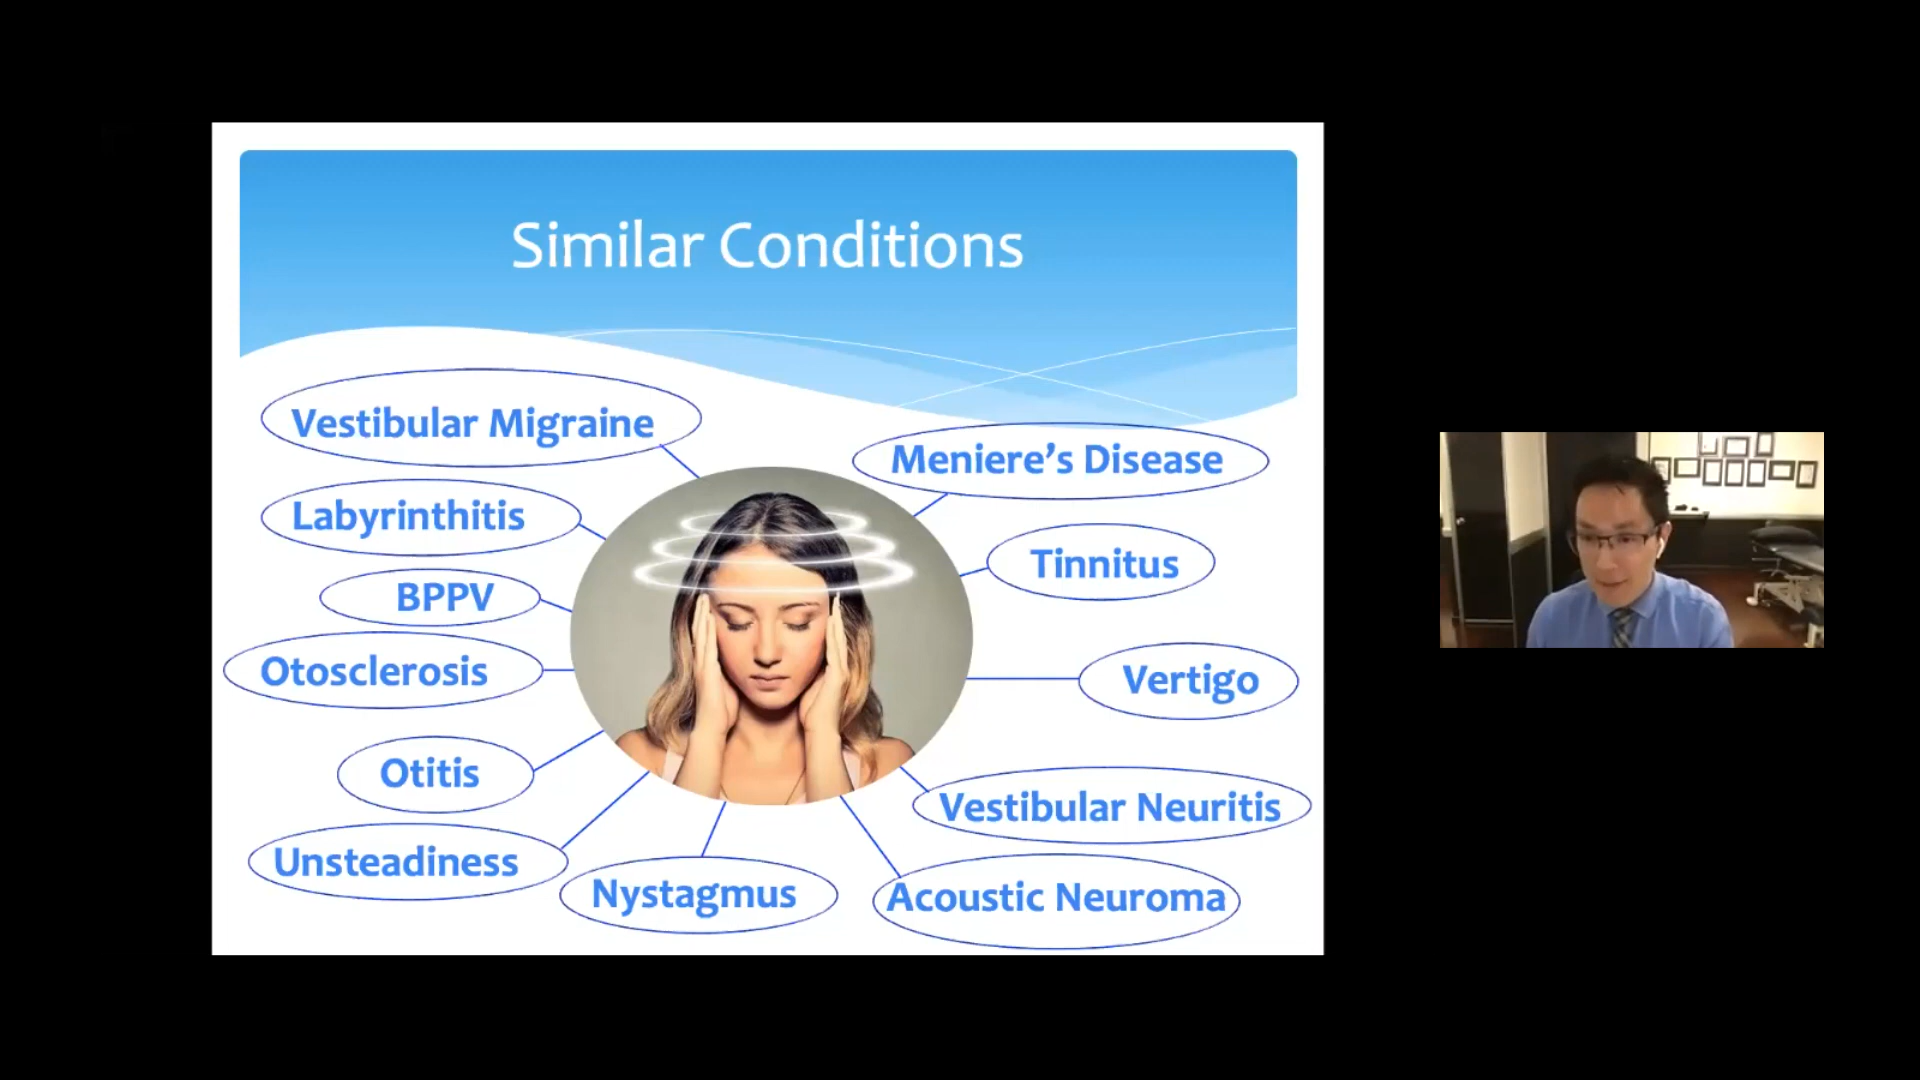 Similar Conditions
Vestibular Migraine
Meniere's Disease
Labyrinthitis
Tinnitus
BPPV
Otosclerosis
Vertigo
Otitis
Vestibular Neuritis
Unsteadiness
Nystagmus
Acoustic Neuroma